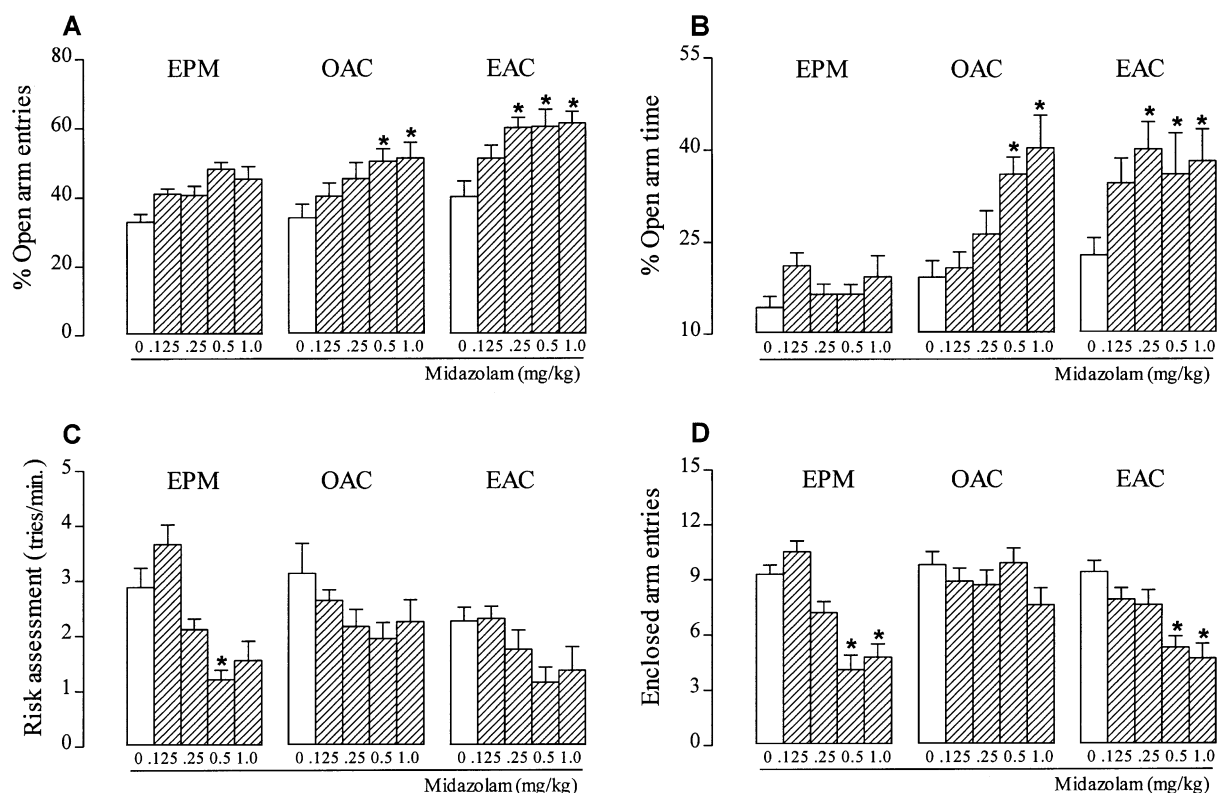 A
% Open arm entries
80
60
40
20
0
EPM
OAC
EAC
* * * * *
0 .125 .25 0.5 1.0
0 .125 .25 0.5 1.0
0 .125 .25 0.5 1.0
Midazolam (mg/kg)
B
% Open arm time
55
40
25
10
EPM
OAC
EAC
* * * * *
0 .125 .25 0.5 1.0
0 .125 .25 0.5 1.0
0 .125 .25 0.5 1.0
Midazolam (mg/kg)
C
Risk assessment ( tries/min.)
5
4
3
2
1
0
EPM
OAC
EAC
*
0 .125 .25 0.5 1.0
0 .125 .25 0.5 1.0
0 .125 .25 0.5 1.0
Midazolam (mg/kg)
D
Enclosed arm entries
15
12
9
6
3
0
EPM
OAC
EAC
* * * *
0 .125 .25 0.5 1.0
0 .125 .25 0.5 1.0
0 .125 .25 0.5 1.0
Midazolam (mg/kg)